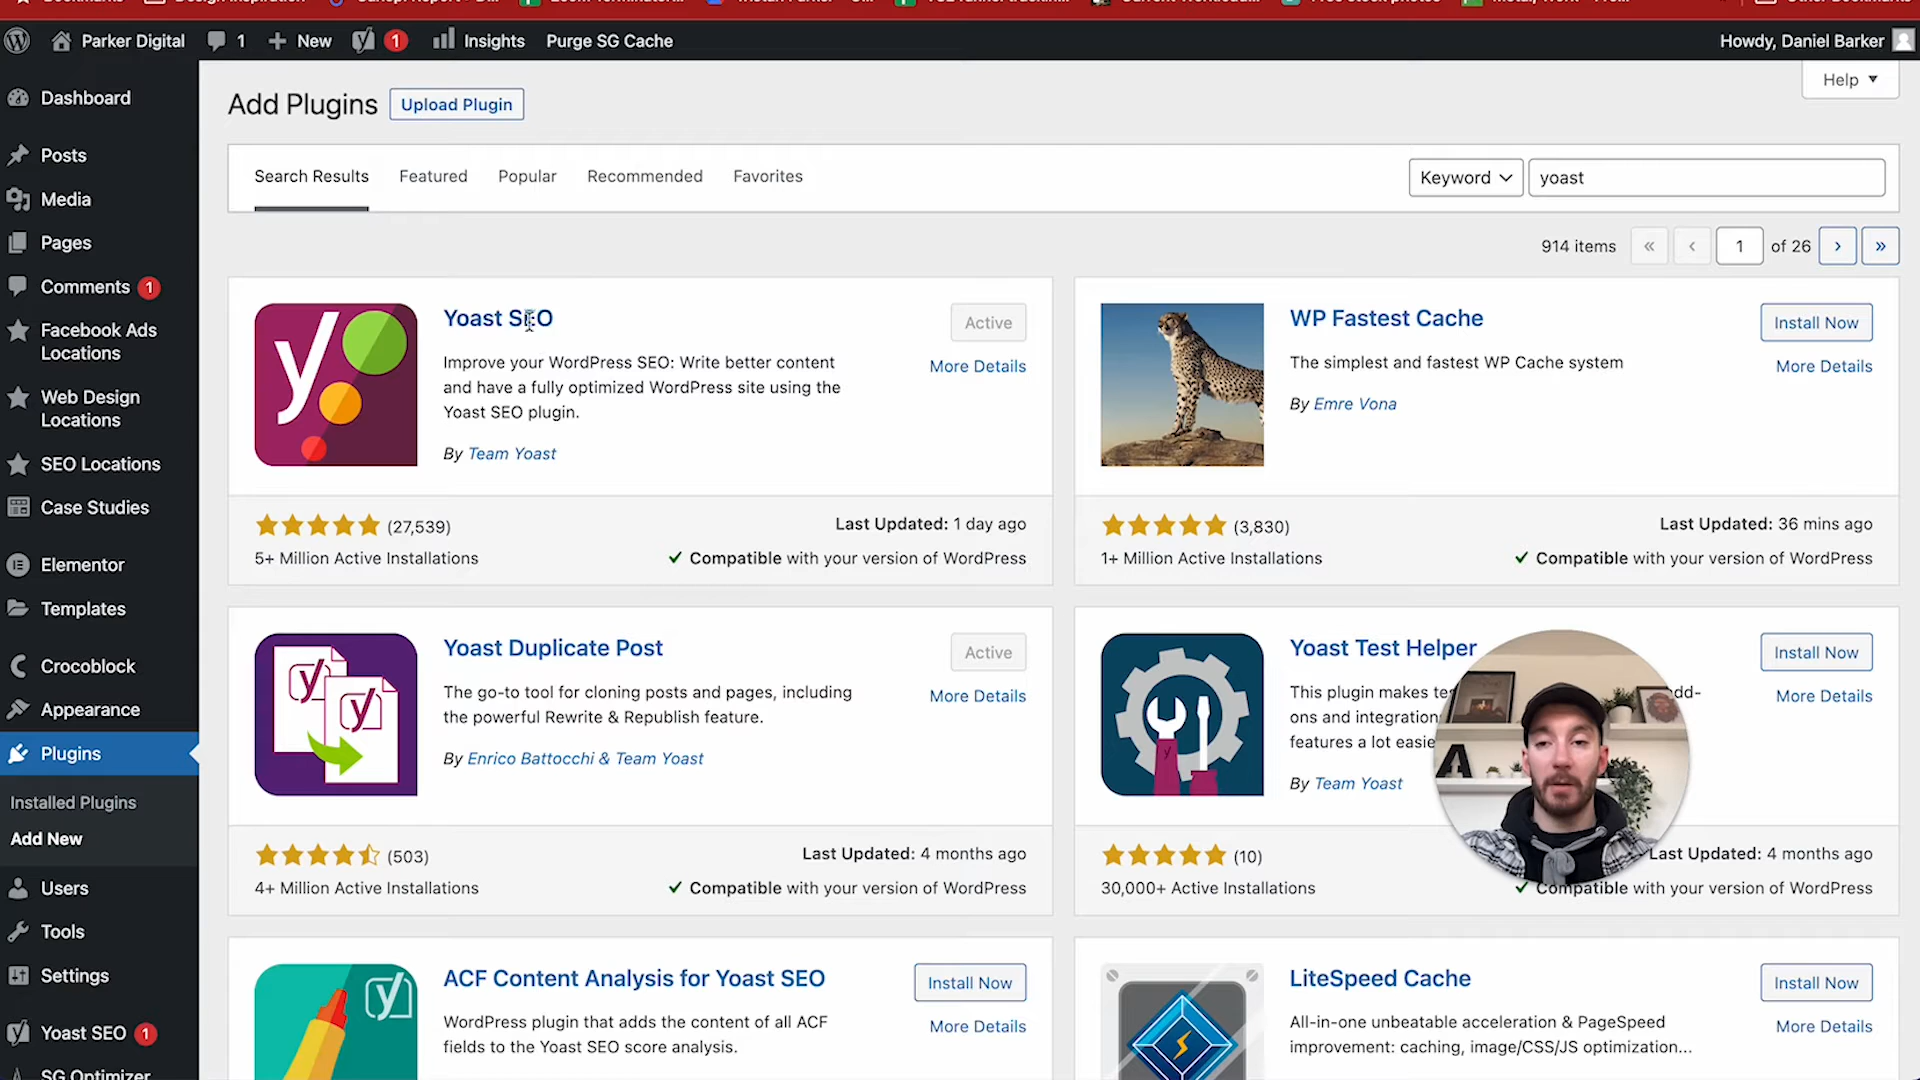 Parker Digital
1
New
1
Insights
Purge SG Cache
Howdy, Daniel Barker
Help
Dashboard
Posts
Media
Pages
Comments 1
Facebook Ads
Locations
Web Design
Locations
SEO Locations
Case Studies
Elementor
Templates
Crocoblock
Appearance
Plugins
Installed Plugins
Add New
Users
Tools
Settings
Yoast SEO 1
SG Optimizer
Add Plugins
Upload Plugin
Search Results
Featured
Popular
Recommended
Favorites
Keyword
yoast
914 items « ‹ 1 of 26 › »
Yoast SEO
Active
More Details
Improve your WordPress SEO: Write better content
and have a fully optimized WordPress site using the
Yoast SEO plugin.
By Team Yoast
(27,539)
Last Updated: 1 day ago
5+ Million Active Installations
Compatible with your version of WordPress
WP Fastest Cache
Install Now
More Details
The simplest and fastest WP Cache system
By Emre Vona
(3,830)
Last Updated: 36 mins ago
1+ Million Active Installations
Compatible with your version of WordPress
Yoast Duplicate Post
Active
More Details
The go-to tool for cloning posts and pages, including
the powerful Rewrite & Republish feature.
By Enrico Battocchi & Team Yoast
(503)
Last Updated: 4 months ago
4+ Million Active Installations
Compatible with your version of WordPress
Yoast Test Helper
Install Now
More Details
This plugin makes add-
ons and integration
features a lot
By Team Yoast
(10)
Last Updated: 4 months ago
30,000+ Active Installations
Compatible with your version of WordPress
ACF Content Analysis for Yoast SEO
Install Now
More Details
WordPress plugin that adds the content of all ACF
fields to the Yoast SEO score analysis.
LiteSpeed Cache
Install Now
More Details
All-in-one unbeatable acceleration & PageSpeed
improvement: caching, image/CSS/JS optimization...